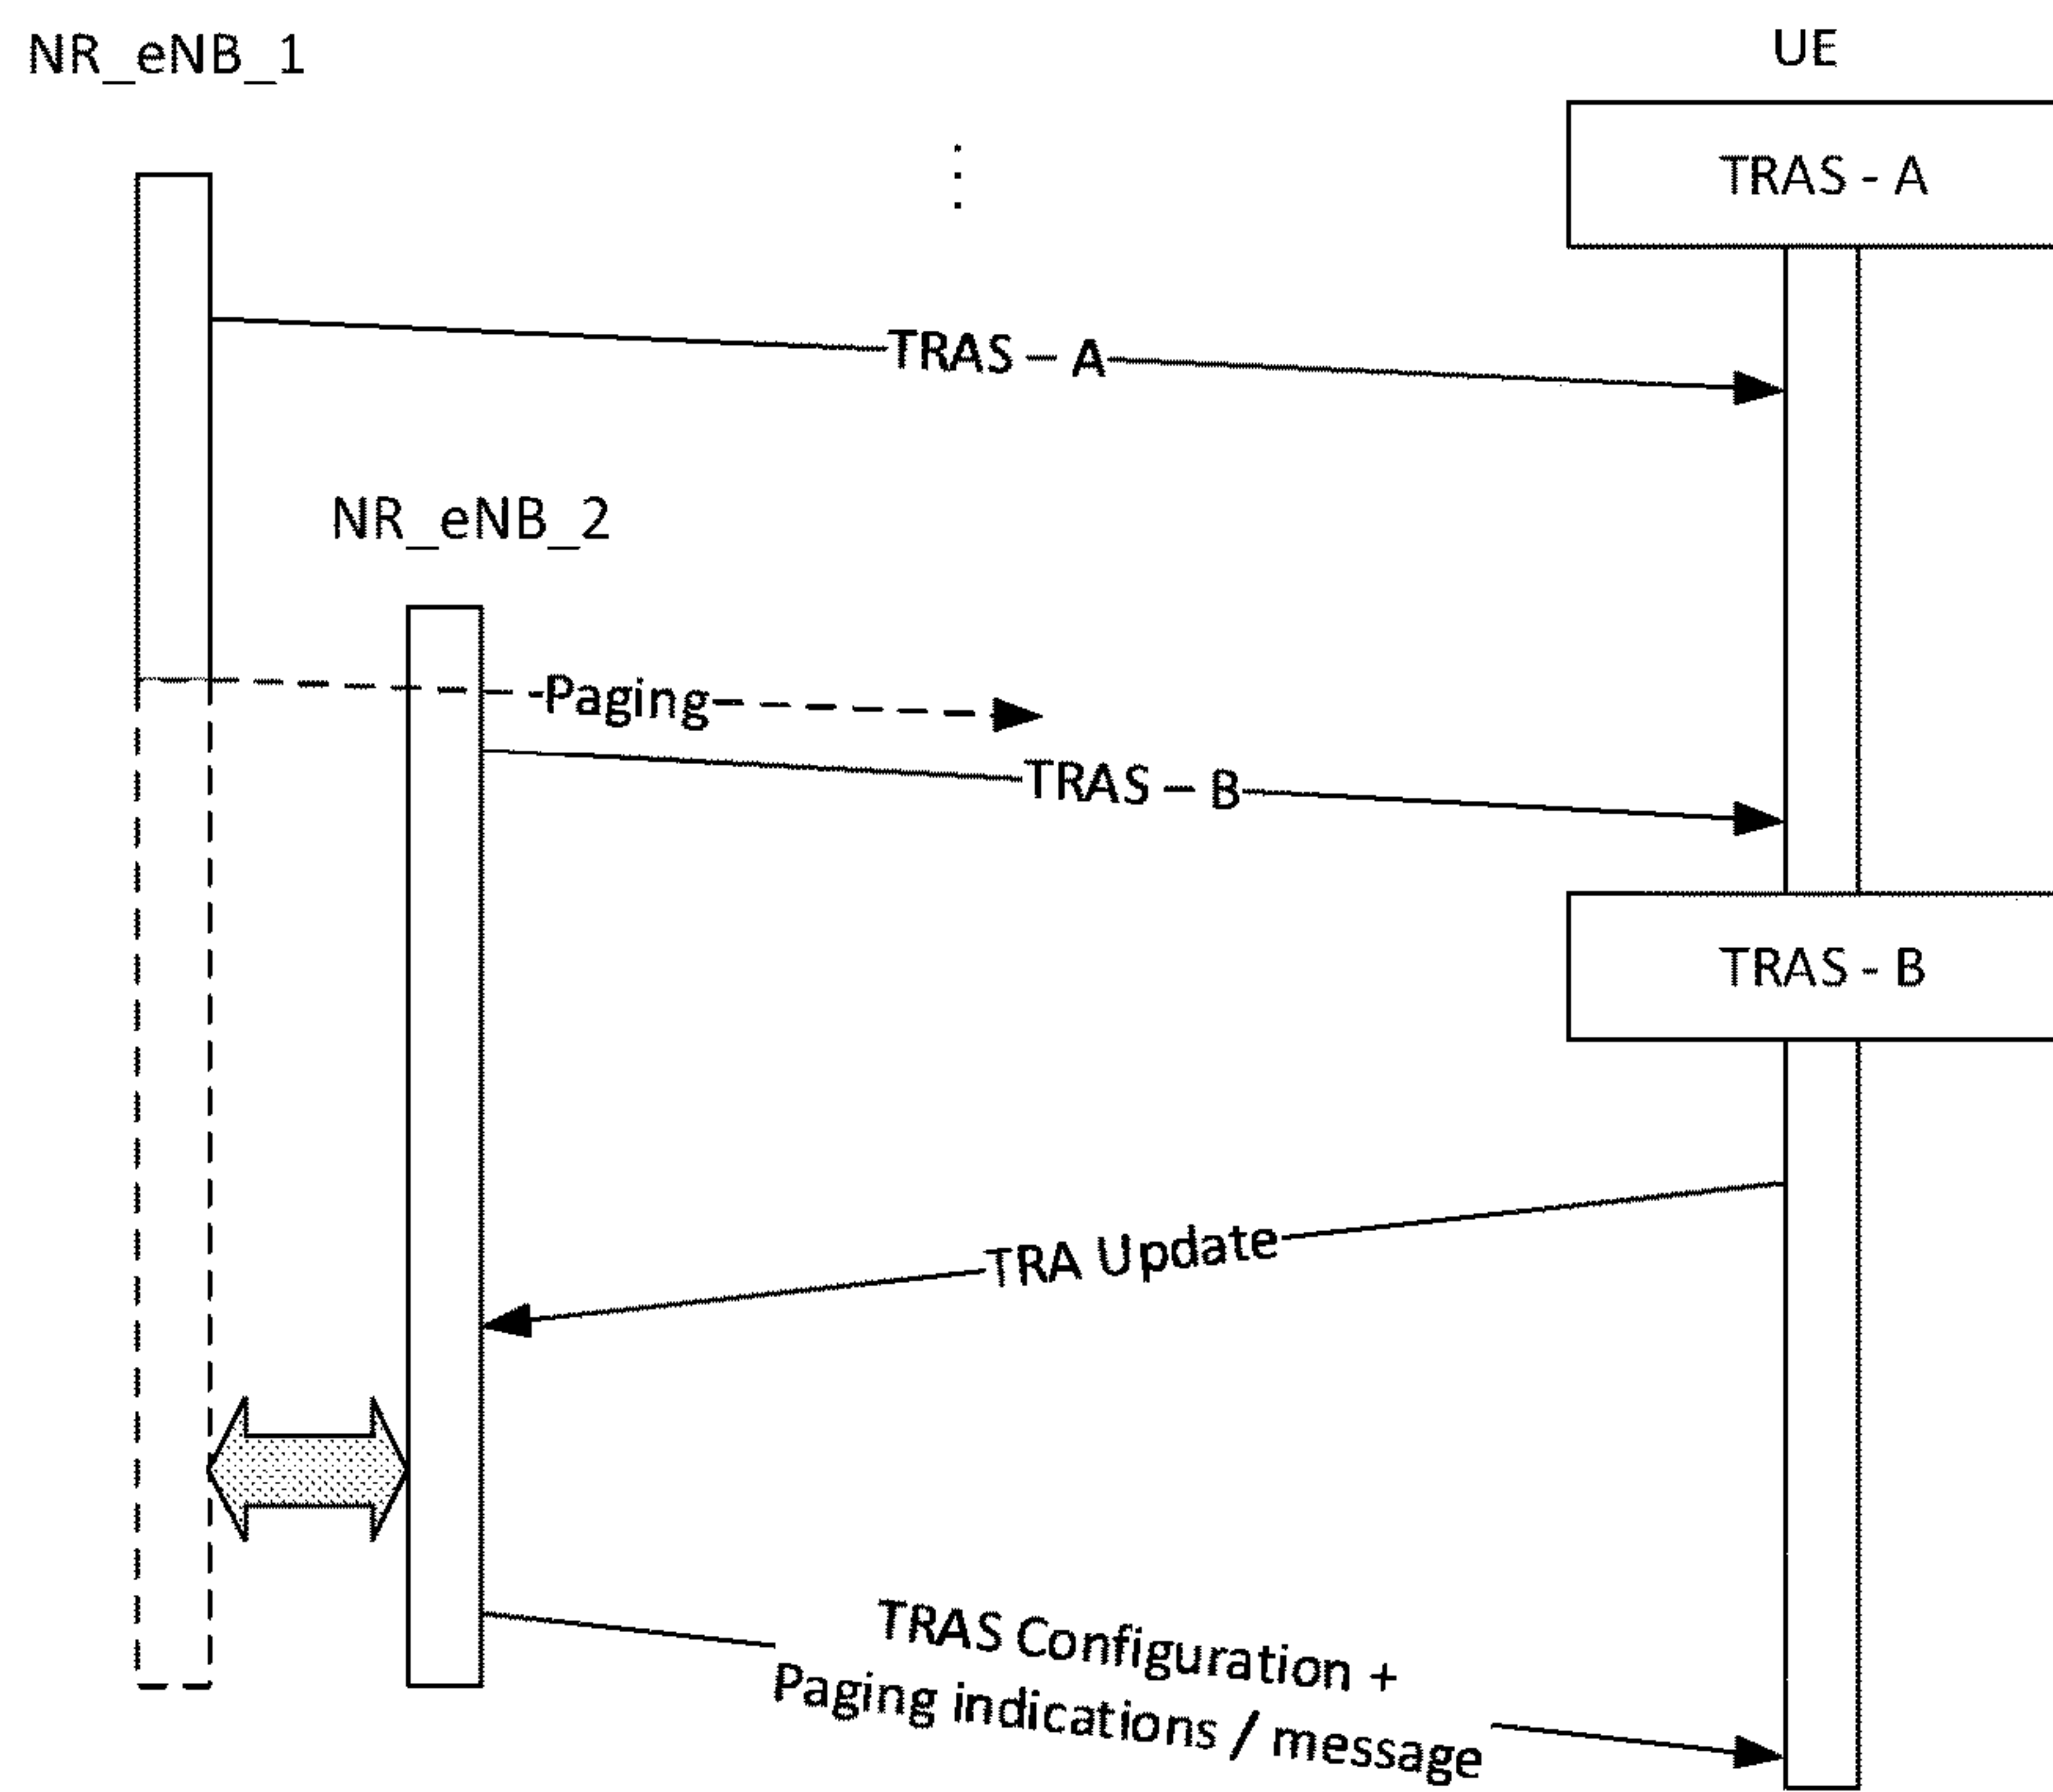 NR_eNB_1
UE
TRAS - A
TRAS – A
NR_eNB_2
Paging
TRAS – B
TRAS - B
TRA Update
TRAS Configuration +
Paging indications / message